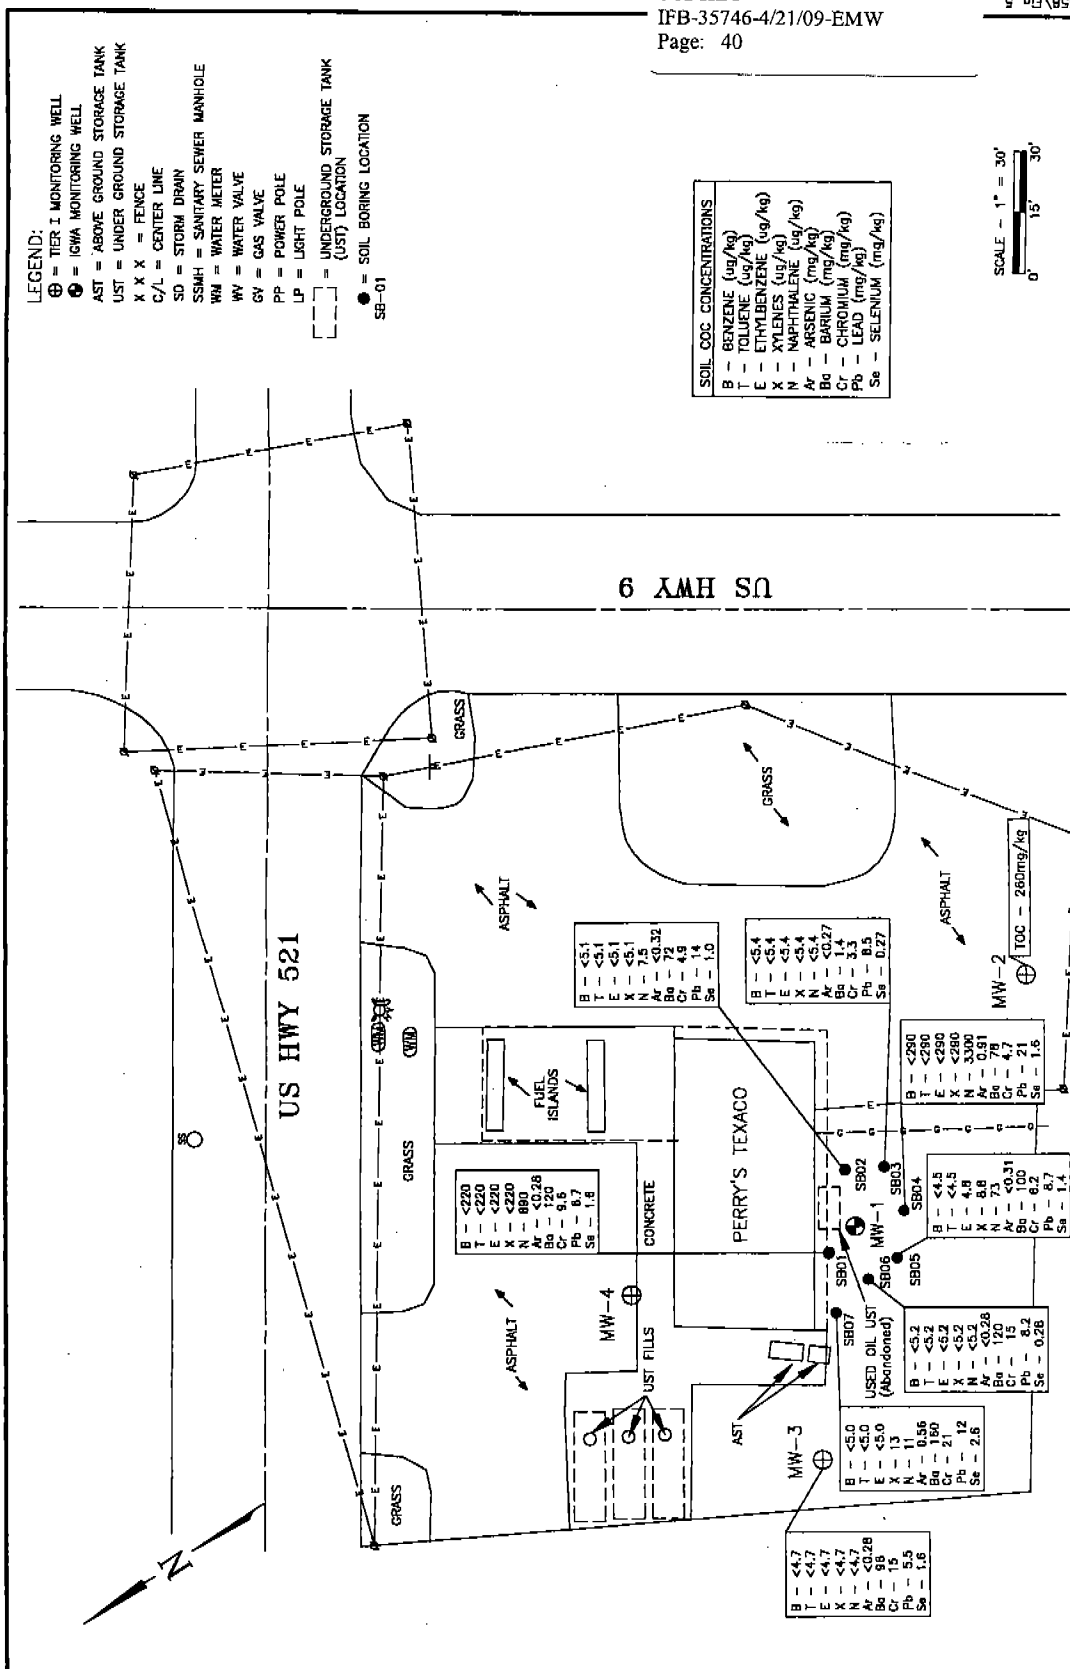 IFB-35746-4/21/09-EMW
Page: 40
LEGEND:
= TIER I MONITORING WELL
= IGWA MONITORING WELL
AST = ABOVE GROUND STORAGE TANK
UST = UNDER GROUND STORAGE TANK
X X X = FENCE
C/L = CENTER LINE
SD = STORM DRAIN
SSMH = SANITARY SEWER MANHOLE
WM = WATER METER
WV = WATER VALVE
GV = GAS VALVE
PP = POWER POLE
LP = LIGHT POLE
= UNDERGROUND STORAGE TANK
(UST) LOCATION
= SOIL BORING LOCATION
SB-01
SOIL COC CONCENTRATIONS
B - BENZENE (ug/kg)
T - TOLUENE (ug/kg)
E - ETHYLBENZENE (ug/kg)
X - XYLENES (ug/kg)
N - NAPHTHALENE (ug/kg)
Ar - ARSENIC (mg/kg)
Ba - BARIUM (mg/kg)
Cr - CHROMIUM (mg/kg)
Pb - LEAD (mg/kg)
Se - SELENIUM (mg/kg)
SCALE - 1" = 30'
0' 15' 30'
US HWY 9
US HWY 521
N
SS
GRASS
GRASS
GRASS
GRASS
ASPHALT
ASPHALT
ASPHALT
WM
WM
FUEL
ISLANDS
CONCRETE
PERRY'S TEXACO
UST FILLS
AST
USED OIL UST
(Abandoned)
MW-1
MW-2
MW-3
MW-4
SB01
SB02
SB03
SB04
SB05
SB06
SB07
TOC - 260mg/kg
B - <5.1
T - <5.1
E - <5.1
X - <5.1
N - 7.5
Ar - <0.32
Ba - 72
Cr - 4.9
Pb - 14
Se - 1.0
B - <5.4
T - <5.4
E - <5.4
X - <5.4
N - <5.4
Ar - <0.27
Ba - 1.4
Cr - 3.3
Pb - 8.5
Se - 0.27
B - <290
T - <290
E - <290
X - <290
N - 3300
Ar - 0.91
Ba - 78
Cr - 4.7
Pb - 21
Se - 1.6
B - <4.5
T - <4.5
E - 4.8
X - 8.8
N - 73
Ar - <0.31
Ba - 100
Cr - 6.2
Pb - 8.7
Se - 1.4
B - <220
T - <220
E - <220
X - <220
N - 890
Ar - <0.28
Ba - 120
Cr - 9.6
Pb - 6.7
Se - 1.8
B - <5.2
T - <5.2
E - <5.2
X - <5.2
N - <5.2
Ar - <0.28
Ba - 120
Cr - 15
Pb - 8.2
Se - 0.28
B - <5.0
T - <5.0
E - <5.0
X - 13
N - 11
Ar - 0.56
Ba - 160
Cr - 21
Pb - 12
Se - 2.6
B - <4.7
T - <4.7
E - <4.7
X - <4.7
N - <4.7
Ar - <0.28
Ba - 98
Cr - 15
Pb - 5.5
Se - 1.6